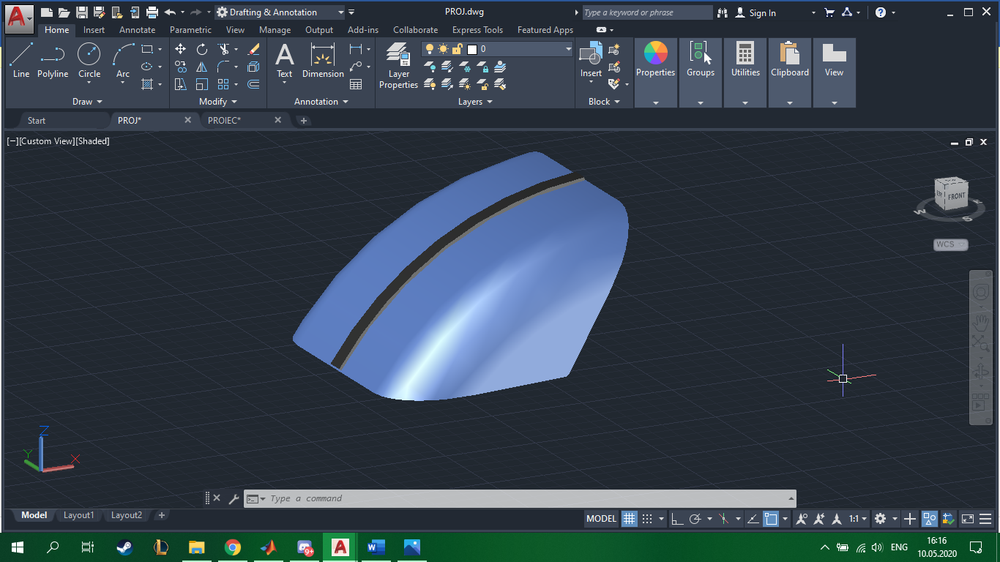 A
Drafting & Annotation
PROJ.dwg
Type a keyword or phrase
Sign In
?
Home Insert Annotate Parametric View Manage Output Add-ins Collaborate Express Tools Featured Apps
Line Polyline Circle Arc
Draw
Modify
A
Text Dimension
Annotation
Layer
Properties
0
Layers
Insert
Block
Properties
Groups
Utilities
Clipboard
View
Start PROJ* PROIEC*
[−][Custom View][Shaded]
FRONT
W
S
WCS
Z
Y
X
Type a command
Model Layout1 Layout2
MODEL
1:1
9+
A
W
ENG
16:16
10.05.2020